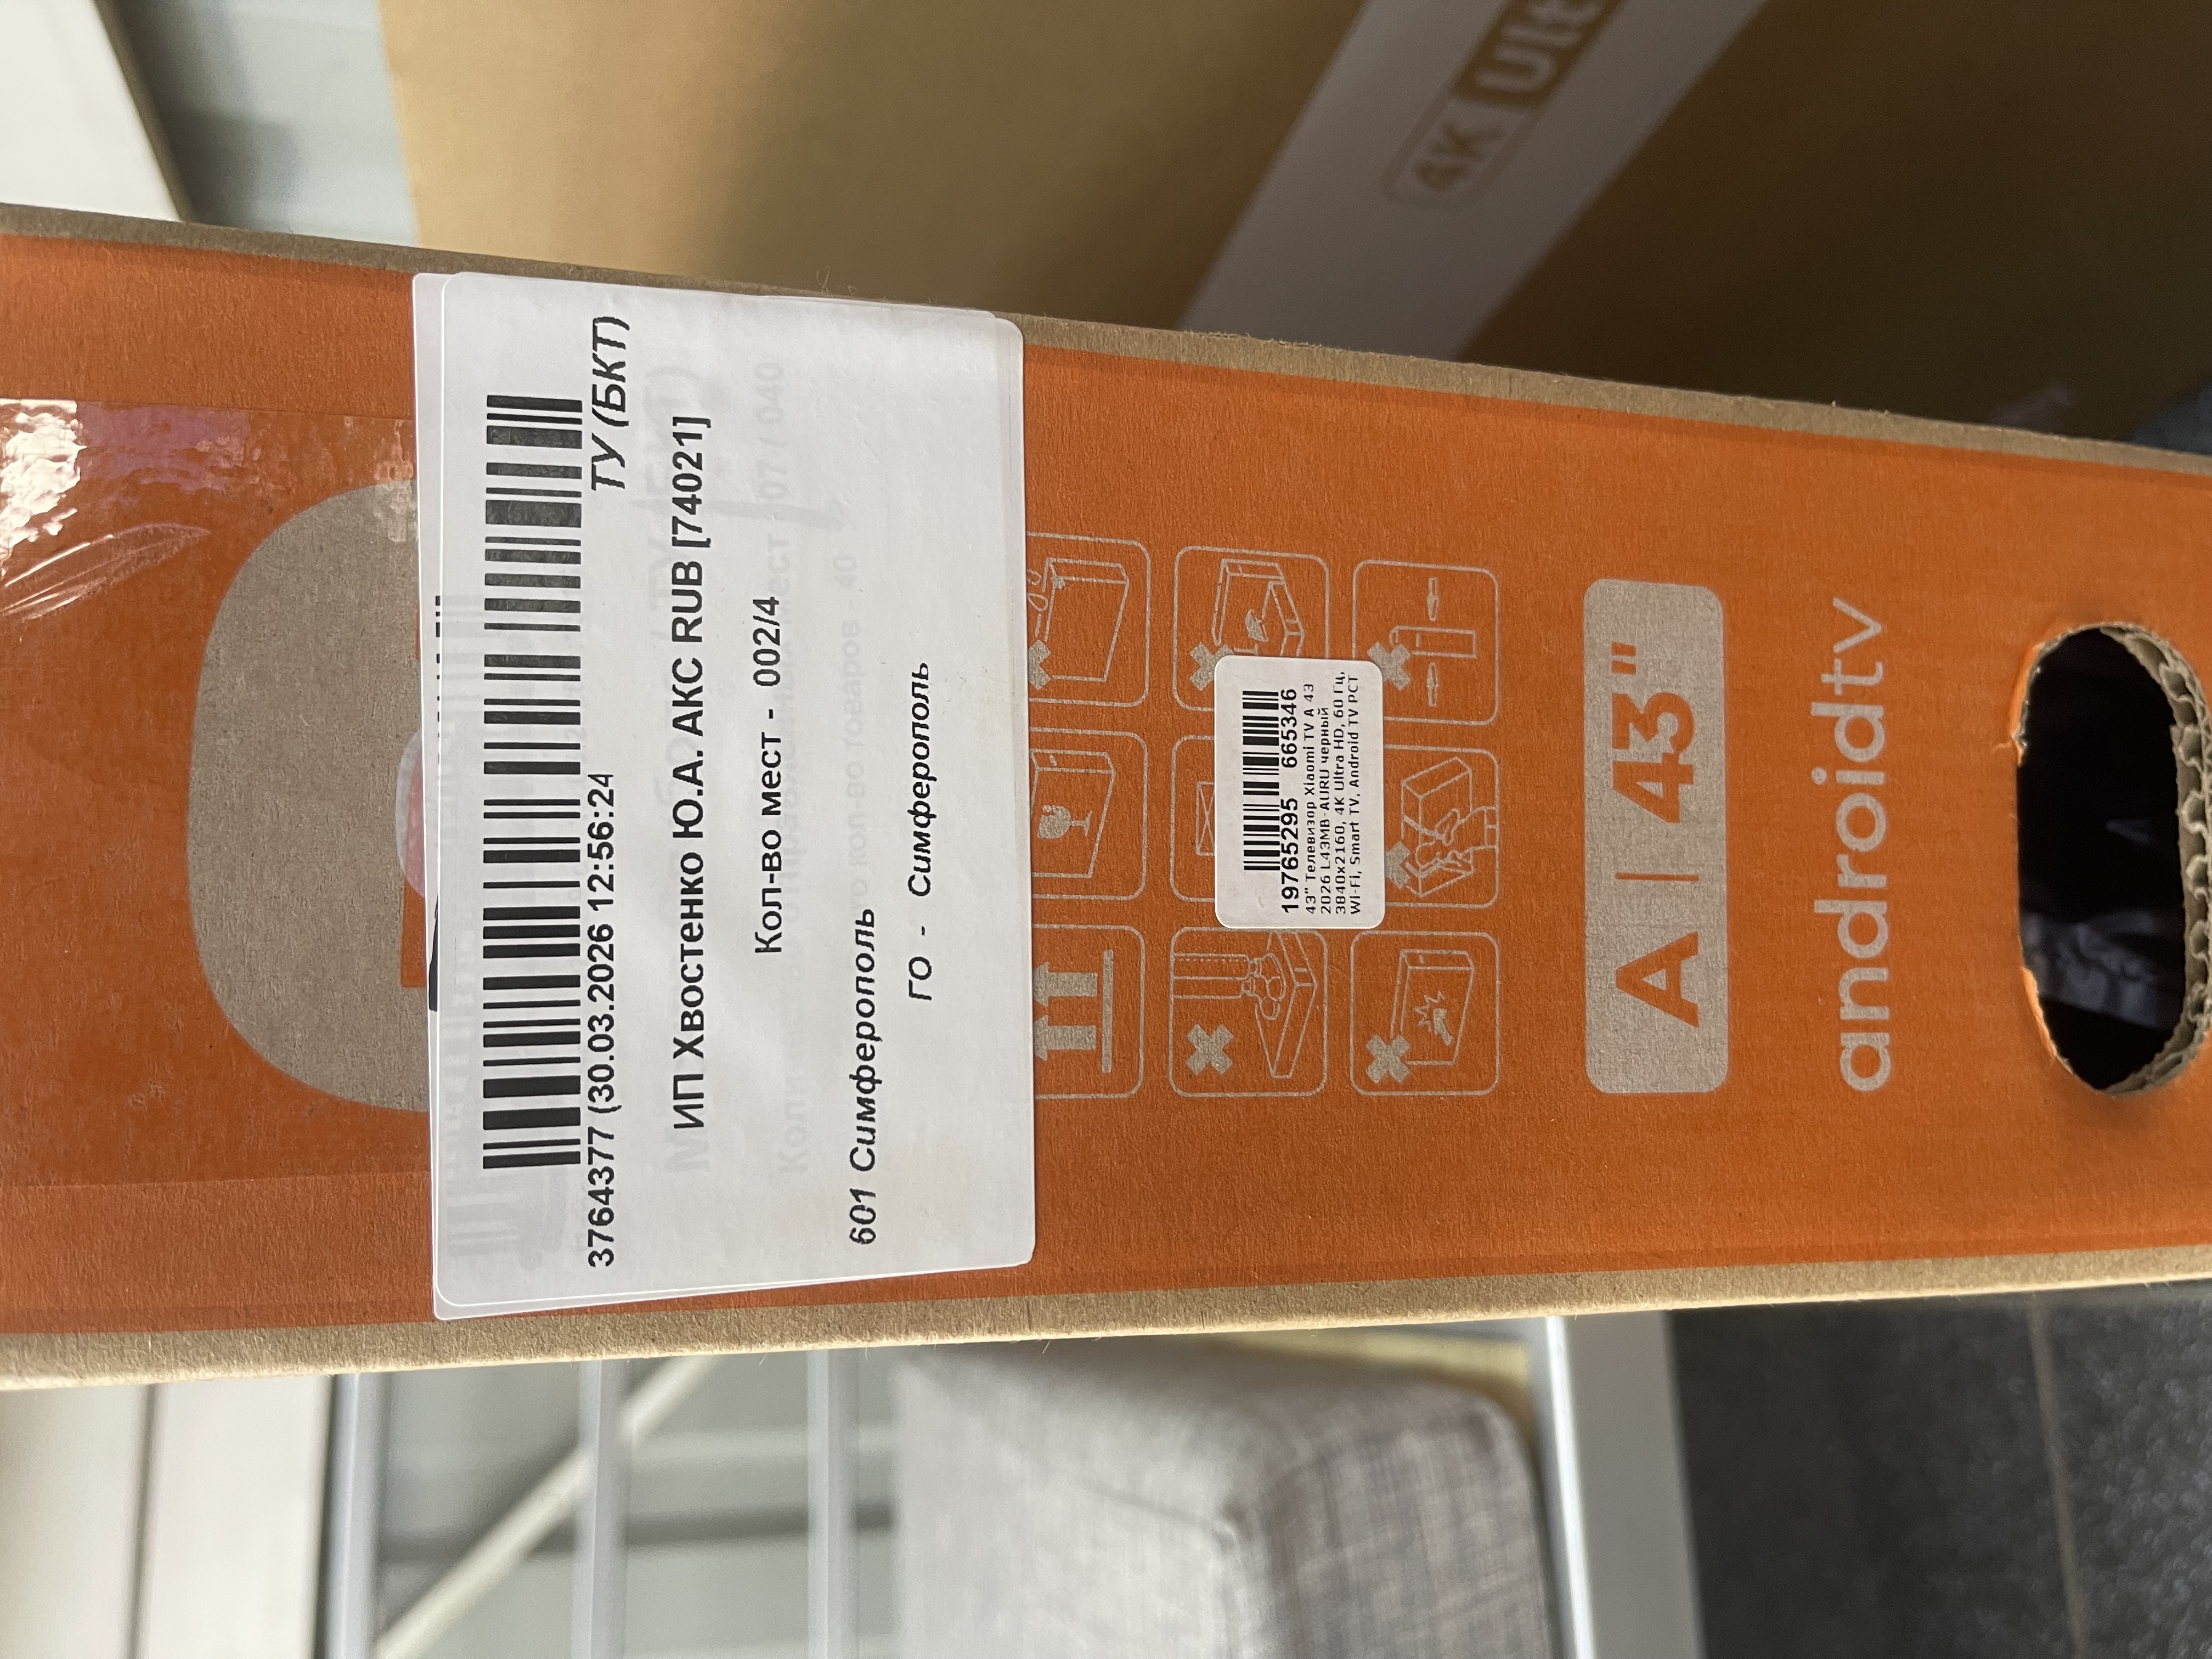 3764377 (30.03.2026 12:56:24
ТУ (БКТ)
ИП Хвостенко Ю.А. АКС RUB [74021]
Кол-во мест - 002/4
601 Симферополь
ГО - Симферополь
19765295 665346
43" Телевизор Xiaomi TV A 43
2026 L43MB-AURU черный
3840x2160, 4K Ultra HD, 60 Гц,
Wi-Fi, Smart TV, Android TV РСТ
A | 43"
androidtv
4K Ult